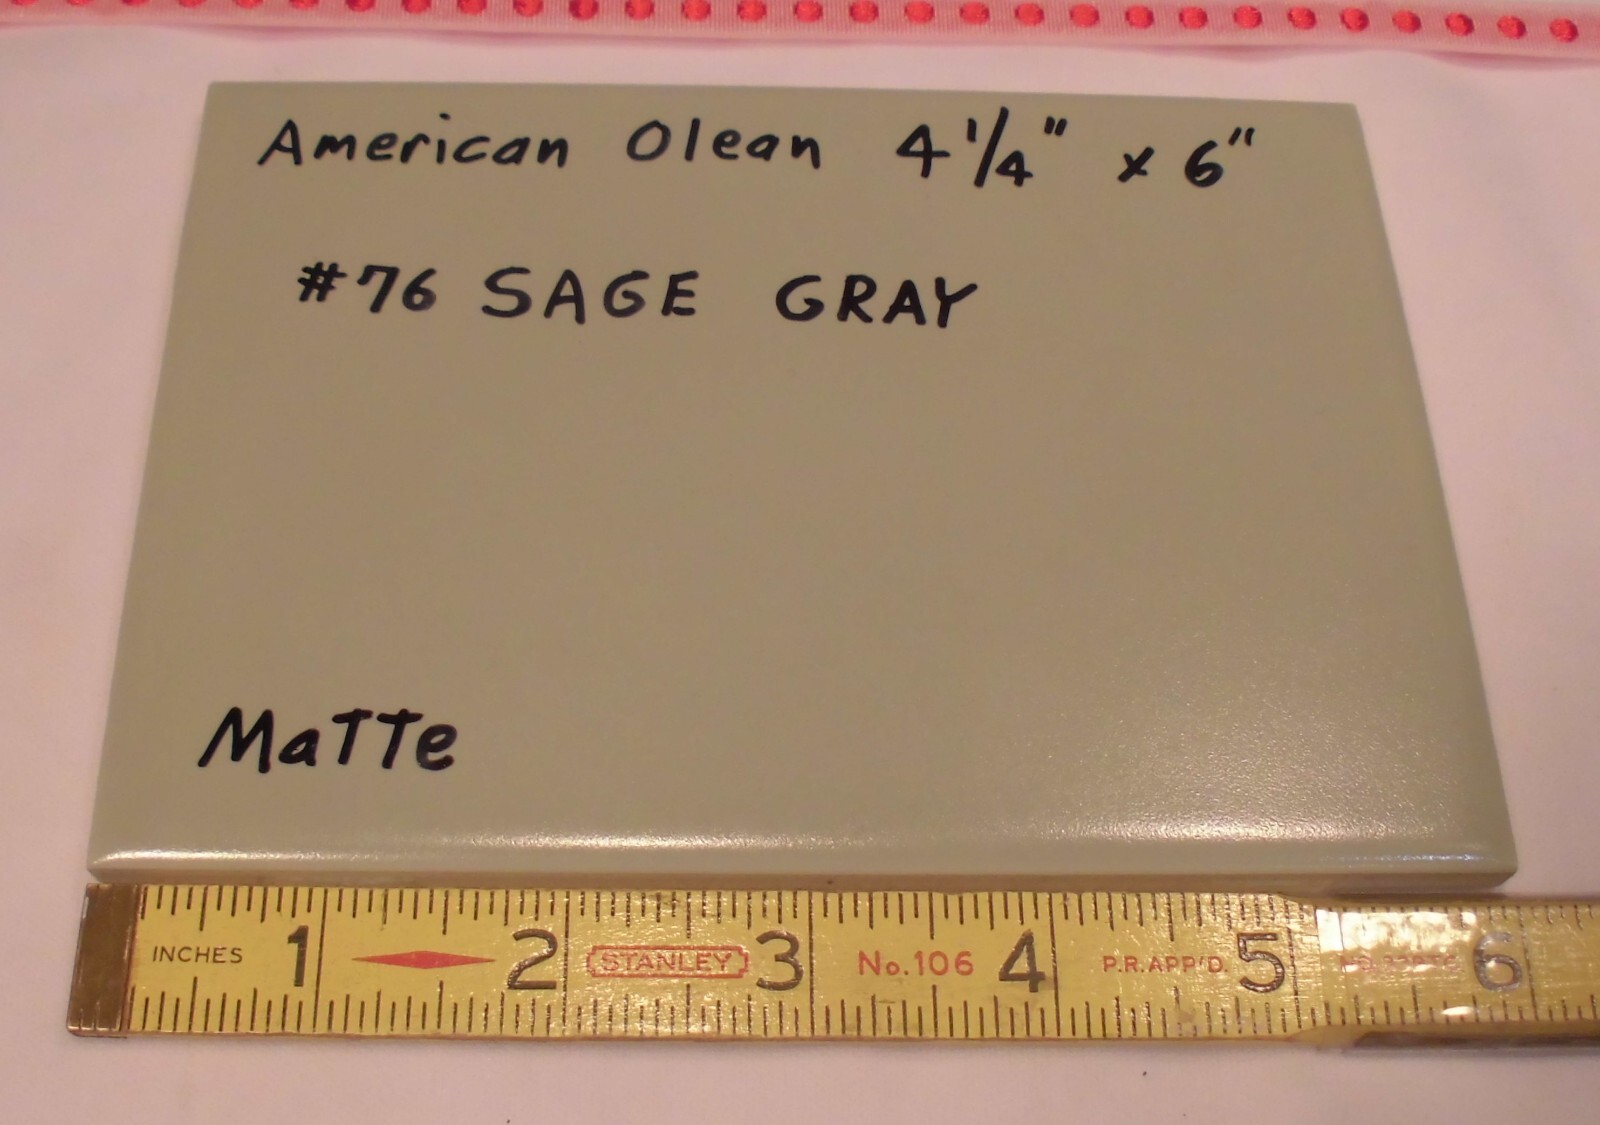 American Olean 4 1/4" x 6"
#76 SAGE GRAY
MaTTe
INCHES 1 2 STANLEY 3 No.106 4 P.R.APP'D. 5 6